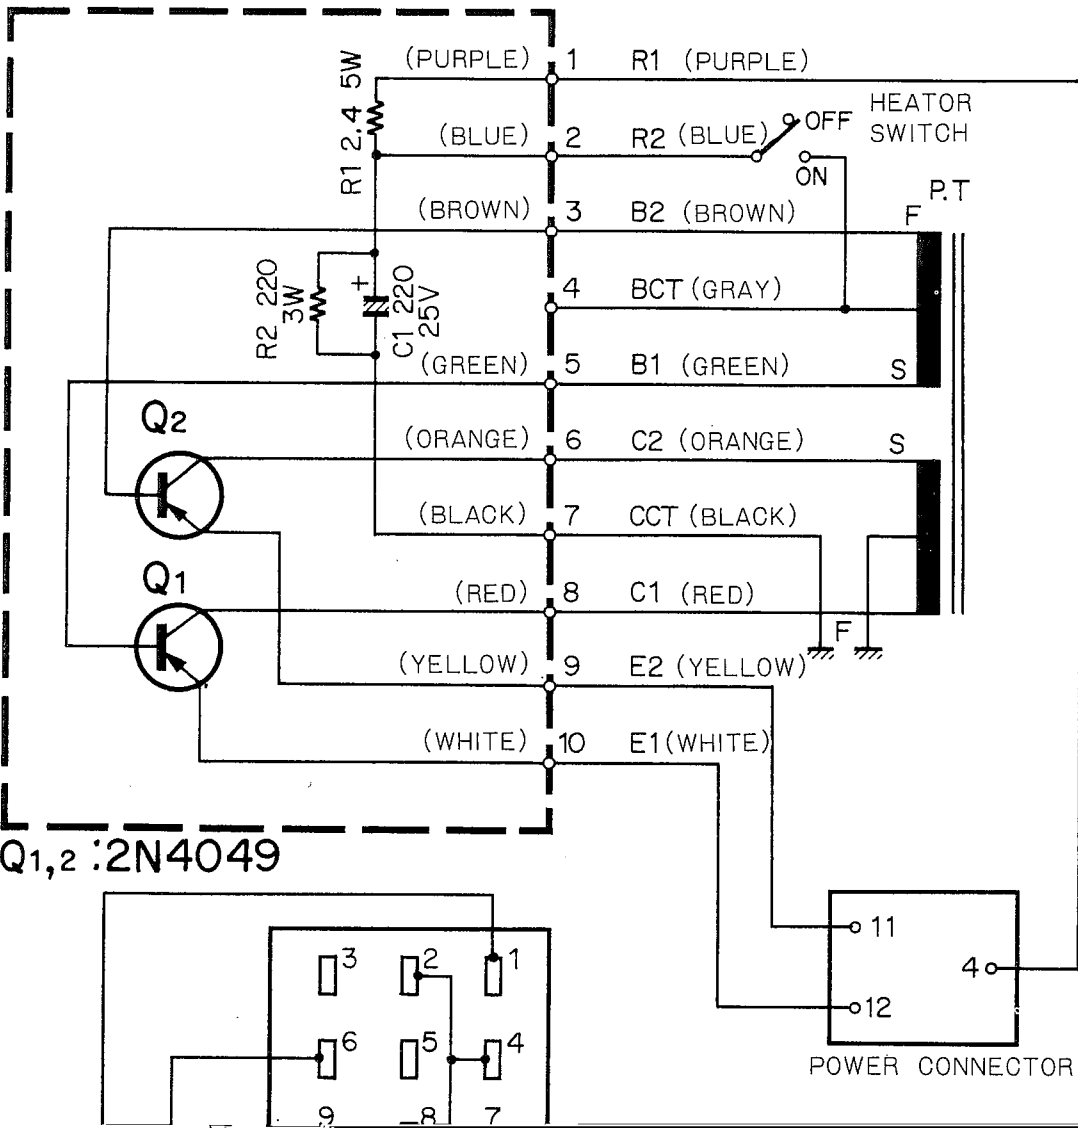 (PURPLE) 1 R1 (PURPLE)
R1 2.4 5W
HEATOR
SWITCH
OFF
(BLUE) 2 R2 (BLUE)
ON
P.T
(BROWN) 3 B2 (BROWN) F
R2 220
3W
+
C1 220
25V
4 BCT (GRAY)
(GREEN) 5 B1 (GREEN) S
Q2
(ORANGE) 6 C2 (ORANGE) S
(BLACK) 7 CCT (BLACK)
Q1
(RED) 8 C1 (RED)
F
(YELLOW) 9 E2 (YELLOW)
(WHITE) 10 E1 (WHITE)
Q1,2 :2N4049
11
4
12
POWER CONNECTOR
3 2 1
6 5 4
9 8 7